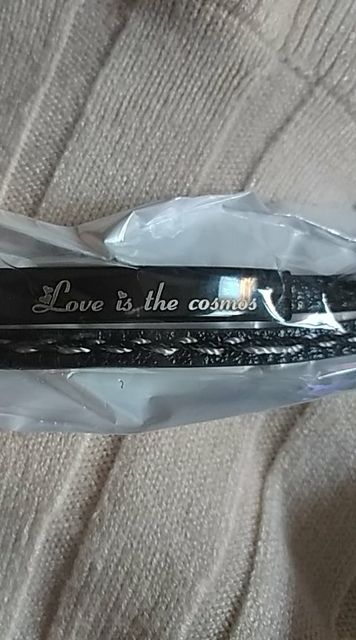 Love is the cosmos